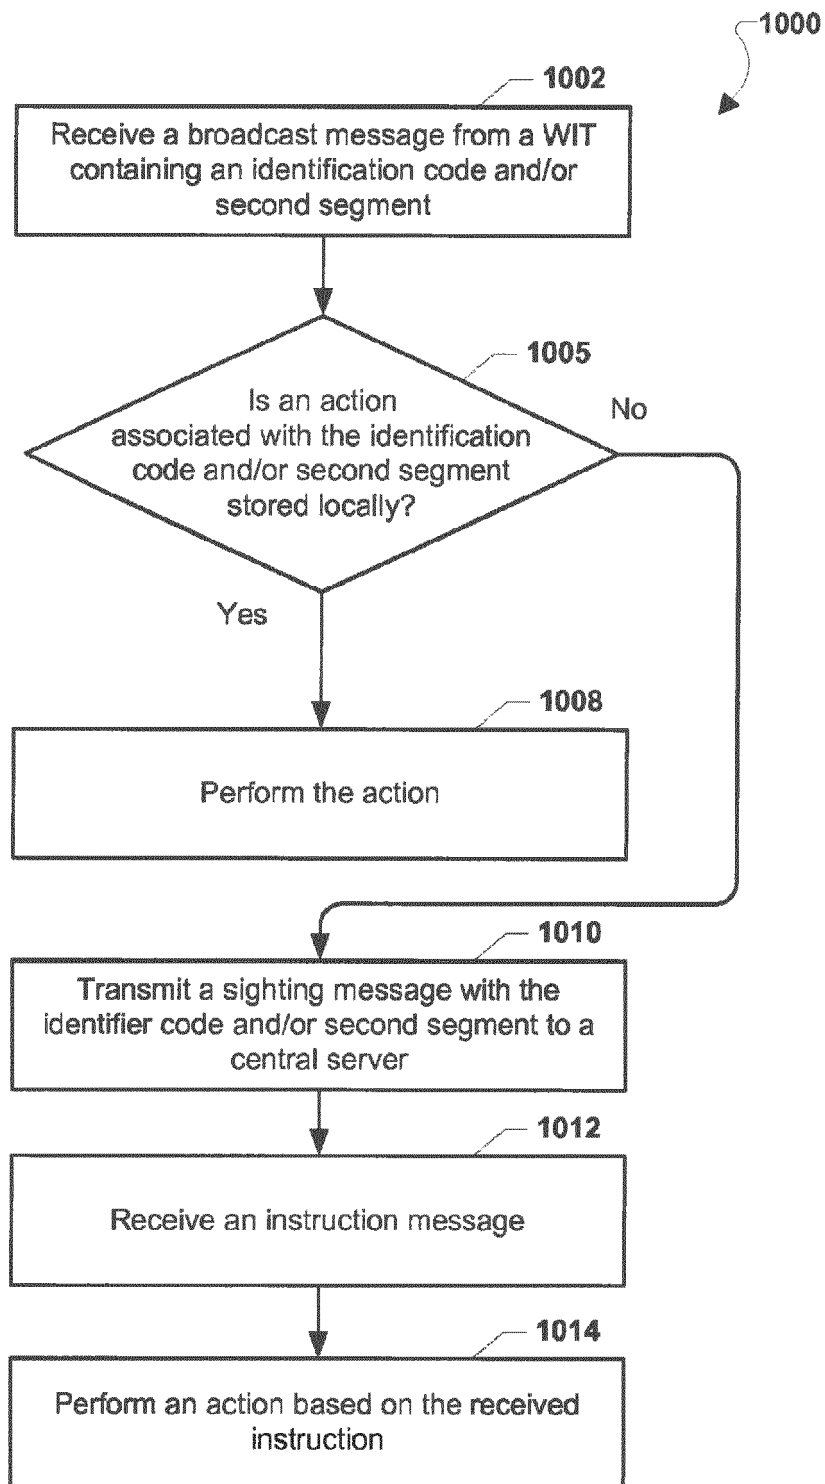 1000
1002
Receive a broadcast message from a WIT
containing an identification code and/or
second segment
1005
Is an action
associated with the identification
code and/or second segment
stored locally?
No
Yes
1008
Perform the action
1010
Transmit a sighting message with the
identifier code and/or second segment to a
central server
1012
Receive an instruction message
1014
Perform an action based on the received
instruction